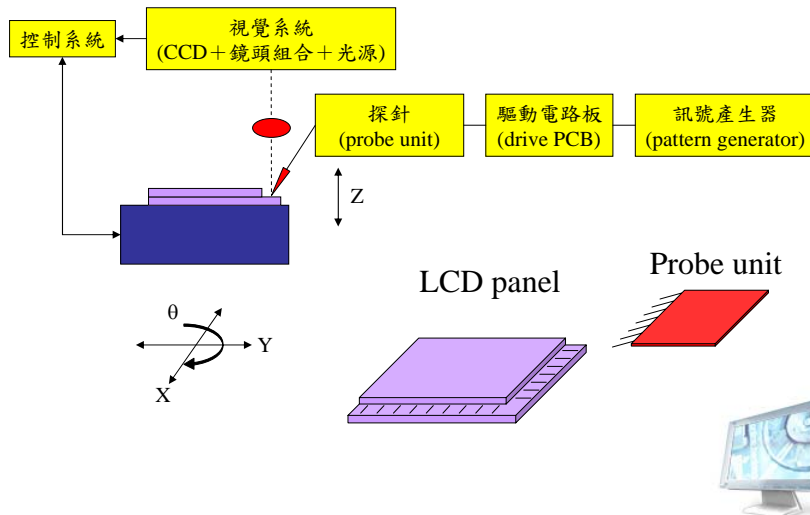 控制系統
視覺系統
(CCD＋鏡頭組合＋光源)
探針
(probe unit)
驅動電路板
(drive PCB)
訊號產生器
(pattern generator)
Z
LCD panel
Probe unit
θ
Y
X